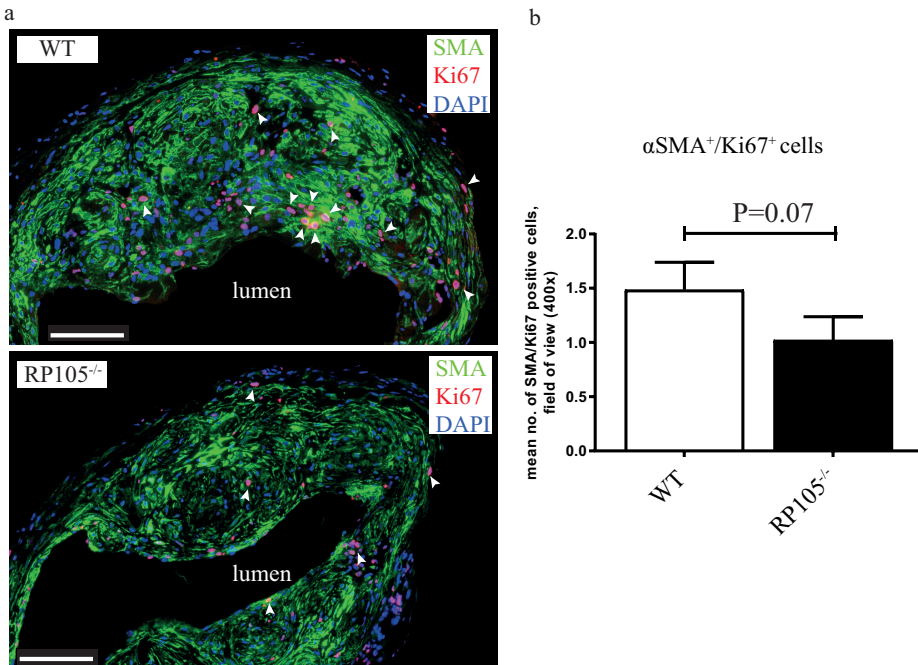 a
WT
SMA
Ki67
DAPI
lumen
RP105⁻/⁻
SMA
Ki67
DAPI
lumen
b
αSMA⁺/Ki67⁺ cells
P=0.07
mean no. of SMA/Ki67 positive cells,
field of view (400x)
2.0
1.5
1.0
0.5
0.0
WT
RP105⁻/⁻